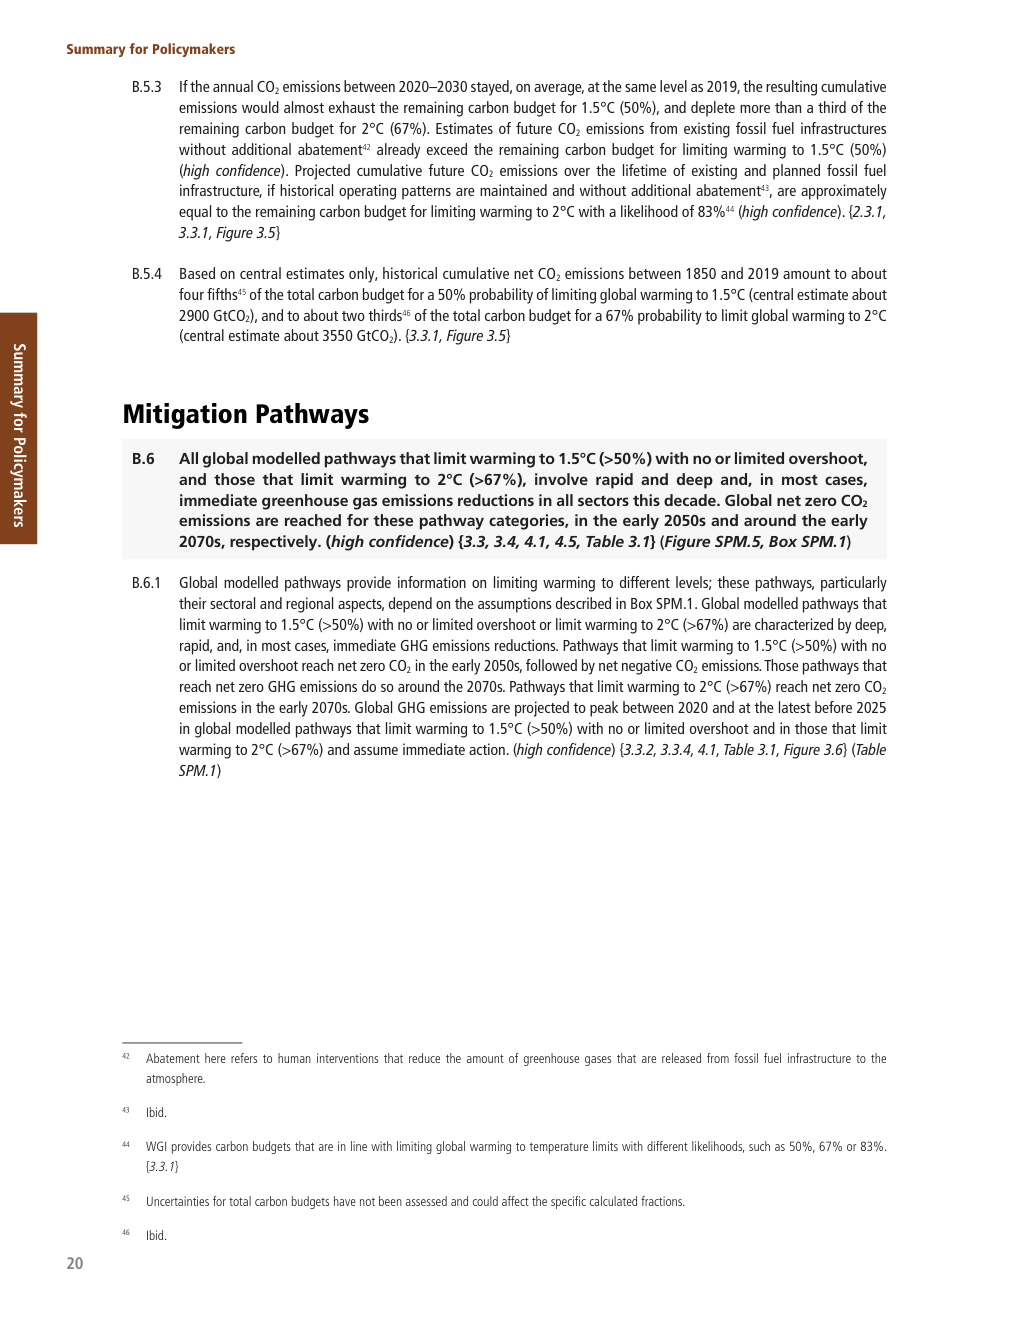 Summary for Policymakers
B.5.3 If the annual CO₂ emissions between 2020–2030 stayed, on average, at the same level as 2019, the resulting cumulative
emissions would almost exhaust the remaining carbon budget for 1.5°C (50%), and deplete more than a third of the
remaining carbon budget for 2°C (67%). Estimates of future CO₂ emissions from existing fossil fuel infrastructures
without additional abatement⁴² already exceed the remaining carbon budget for limiting warming to 1.5°C (50%)
(high confidence). Projected cumulative future CO₂ emissions over the lifetime of existing and planned fossil fuel
infrastructure, if historical operating patterns are maintained and without additional abatement⁴³, are approximately
equal to the remaining carbon budget for limiting warming to 2°C with a likelihood of 83%⁴⁴ (high confidence). {2.3.1,
3.3.1, Figure 3.5}
B.5.4 Based on central estimates only, historical cumulative net CO₂ emissions between 1850 and 2019 amount to about
four fifths⁴⁵ of the total carbon budget for a 50% probability of limiting global warming to 1.5°C (central estimate about
2900 GtCO₂), and to about two thirds⁴⁶ of the total carbon budget for a 67% probability to limit global warming to 2°C
(central estimate about 3550 GtCO₂). {3.3.1, Figure 3.5}
Summary for Policymakers
Mitigation Pathways
B.6 All global modelled pathways that limit warming to 1.5°C (>50%) with no or limited overshoot,
and those that limit warming to 2°C (>67%), involve rapid and deep and, in most cases,
immediate greenhouse gas emissions reductions in all sectors this decade. Global net zero CO₂
emissions are reached for these pathway categories, in the early 2050s and around the early
2070s, respectively. (high confidence) {3.3, 3.4, 4.1, 4.5, Table 3.1} (Figure SPM.5, Box SPM.1)
B.6.1 Global modelled pathways provide information on limiting warming to different levels; these pathways, particularly
their sectoral and regional aspects, depend on the assumptions described in Box SPM.1. Global modelled pathways that
limit warming to 1.5°C (>50%) with no or limited overshoot or limit warming to 2°C (>67%) are characterized by deep,
rapid, and, in most cases, immediate GHG emissions reductions. Pathways that limit warming to 1.5°C (>50%) with no
or limited overshoot reach net zero CO₂ in the early 2050s, followed by net negative CO₂ emissions. Those pathways that
reach net zero GHG emissions do so around the 2070s. Pathways that limit warming to 2°C (>67%) reach net zero CO₂
emissions in the early 2070s. Global GHG emissions are projected to peak between 2020 and at the latest before 2025
in global modelled pathways that limit warming to 1.5°C (>50%) with no or limited overshoot and in those that limit
warming to 2°C (>67%) and assume immediate action. (high confidence) {3.3.2, 3.3.4, 4.1, Table 3.1, Figure 3.6} (Table
SPM.1)
42 Abatement here refers to human interventions that reduce the amount of greenhouse gases that are released from fossil fuel infrastructure to the
atmosphere.
43 Ibid.
44 WGI provides carbon budgets that are in line with limiting global warming to temperature limits with different likelihoods, such as 50%, 67% or 83%.
{3.3.1}
45 Uncertainties for total carbon budgets have not been assessed and could affect the specific calculated fractions.
46 Ibid.
20